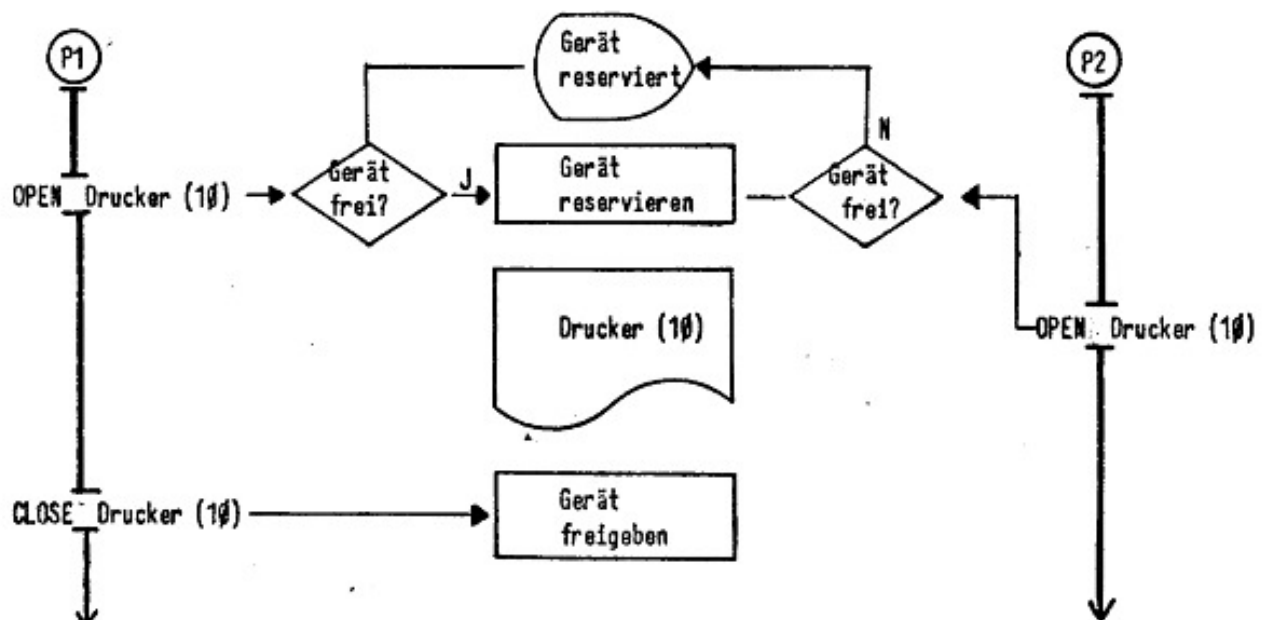 P1
P2
Gerät
reserviert
N
Gerät
frei?
J
Gerät
reservieren
Gerät
frei?
OPEN Drucker (1Ø)
Drucker (1Ø)
OPEN Drucker (1Ø)
CLOSE Drucker (1Ø)
Gerät
freigeben